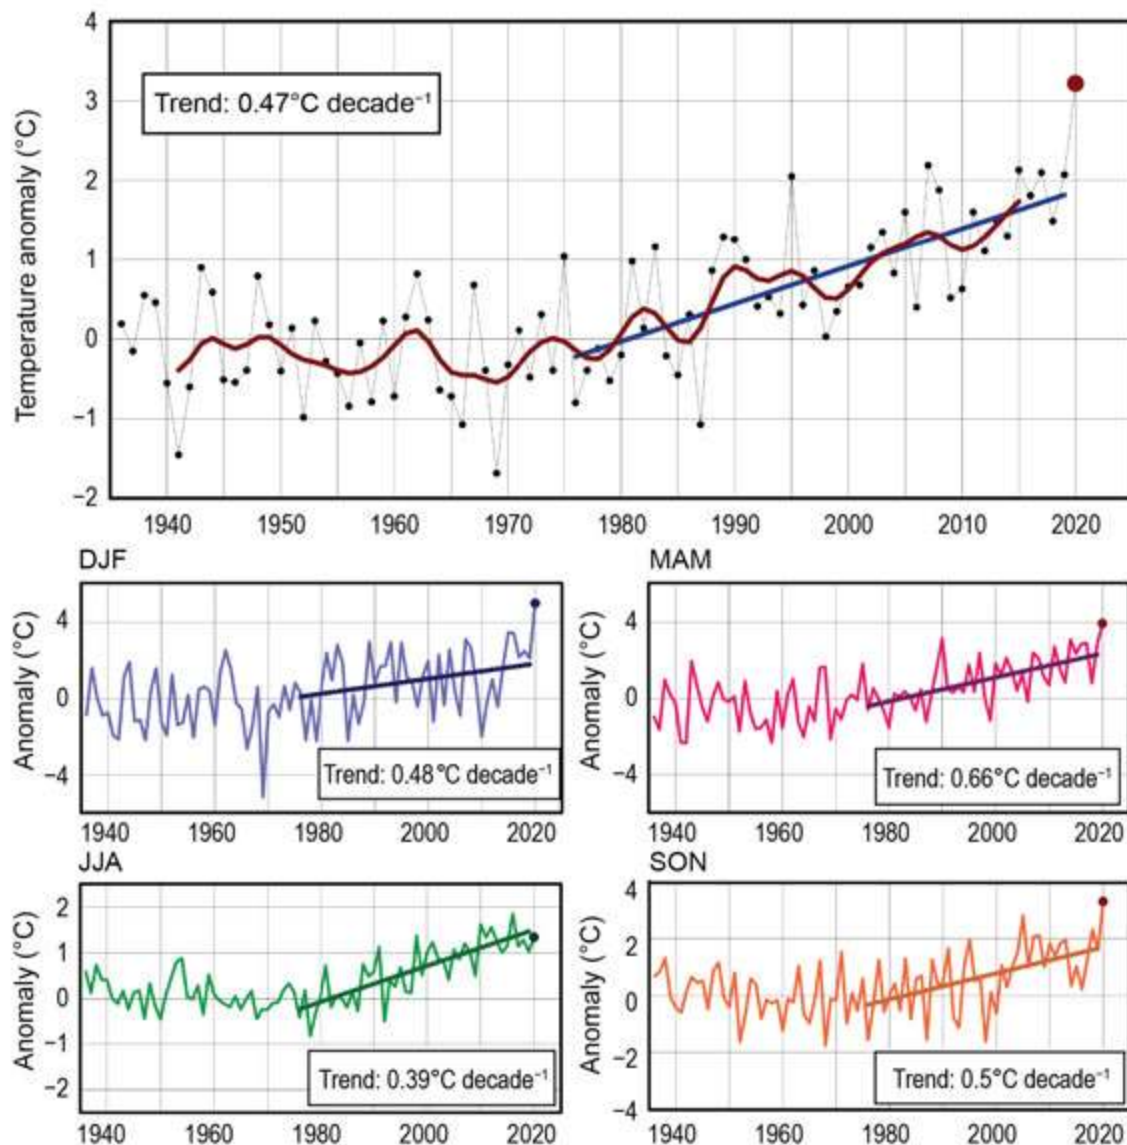 Temperature anomaly (°C)
4
3
2
1
0
−1
−2
Trend: 0.47°C decade⁻¹
1940 1950 1960 1970 1980 1990 2000 2010 2020
DJF
Anomaly (°C)
4
0
−4
Trend: 0.48°C decade⁻¹
1940 1960 1980 2000 2020
MAM
Anomaly (°C)
4
0
−4
Trend: 0.66°C decade⁻¹
1940 1960 1980 2000 2020
JJA
Anomaly (°C)
2
1
0
−1
−2
Trend: 0.39°C decade⁻¹
1940 1960 1980 2000 2020
SON
Anomaly (°C)
4
2
0
−2
−4
Trend: 0.5°C decade⁻¹
1940 1960 1980 2000 2020